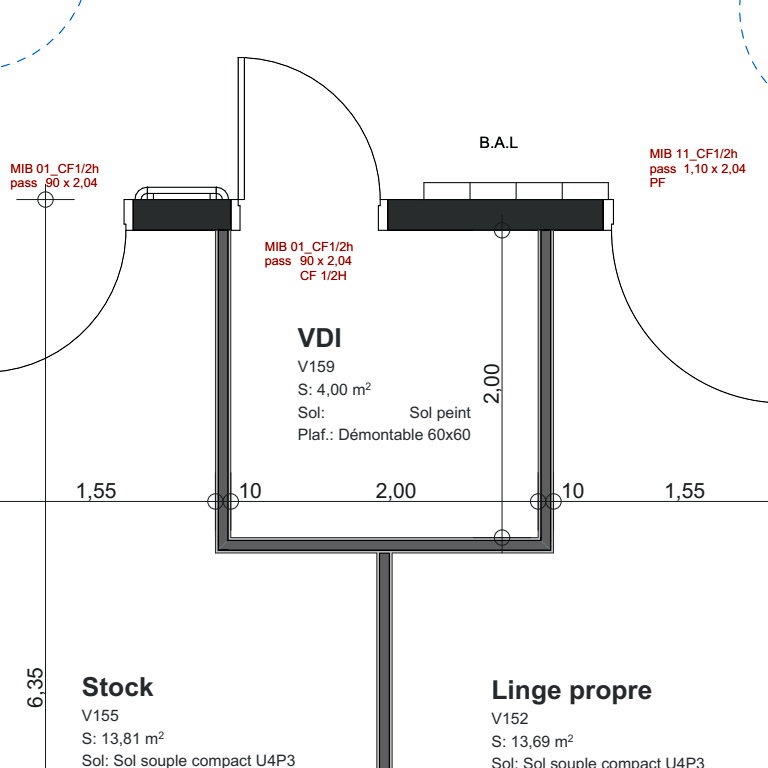 B.A.L
MIB 01_CF1/2h
pass 90 x 2,04
MIB 11_CF1/2h
pass 1,10 x 2,04
PF
MIB 01_CF1/2h
pass 90 x 2,04
CF 1/2H
VDI
V159
S: 4,00 m²
Sol: Sol peint
Plaf.: Démontable 60x60
2,00
1,55 10 2,00 10 1,55
6,35
Stock
V155
S: 13,81 m²
Sol: Sol souple compact U4P3
Linge propre
V152
S: 13,69 m²
Sol: Sol souple compact U4P3